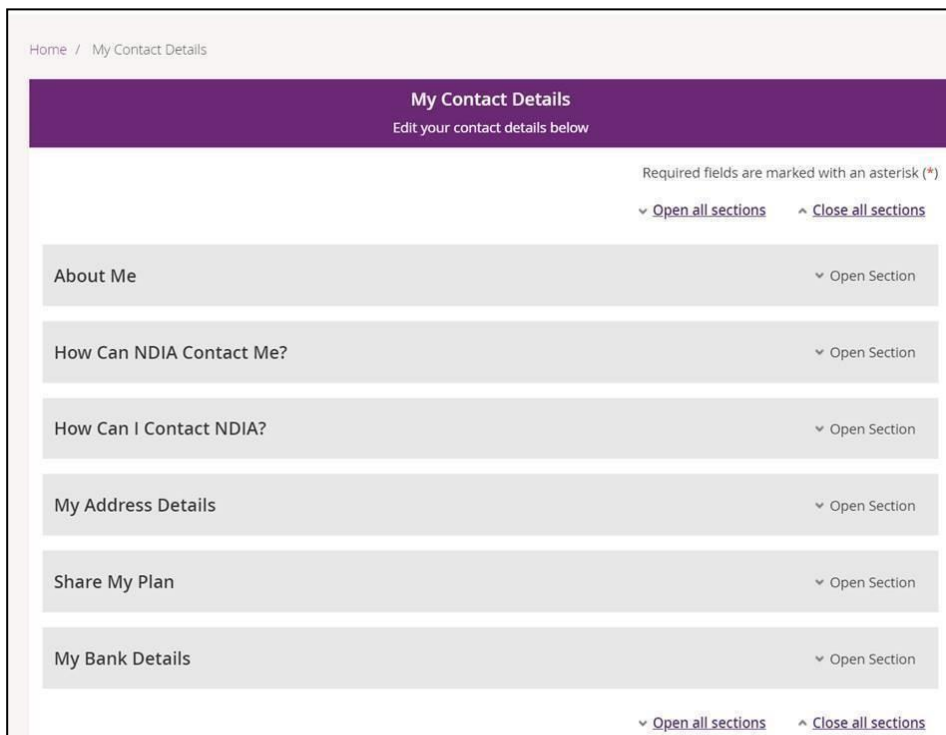 Home / My Contact Details
My Contact Details
Edit your contact details below
Required fields are marked with an asterisk (*)
Open all sections Close all sections
About Me Open Section
How Can NDIA Contact Me? Open Section
How Can I Contact NDIA? Open Section
My Address Details Open Section
Share My Plan Open Section
My Bank Details Open Section
Open all sections Close all sections